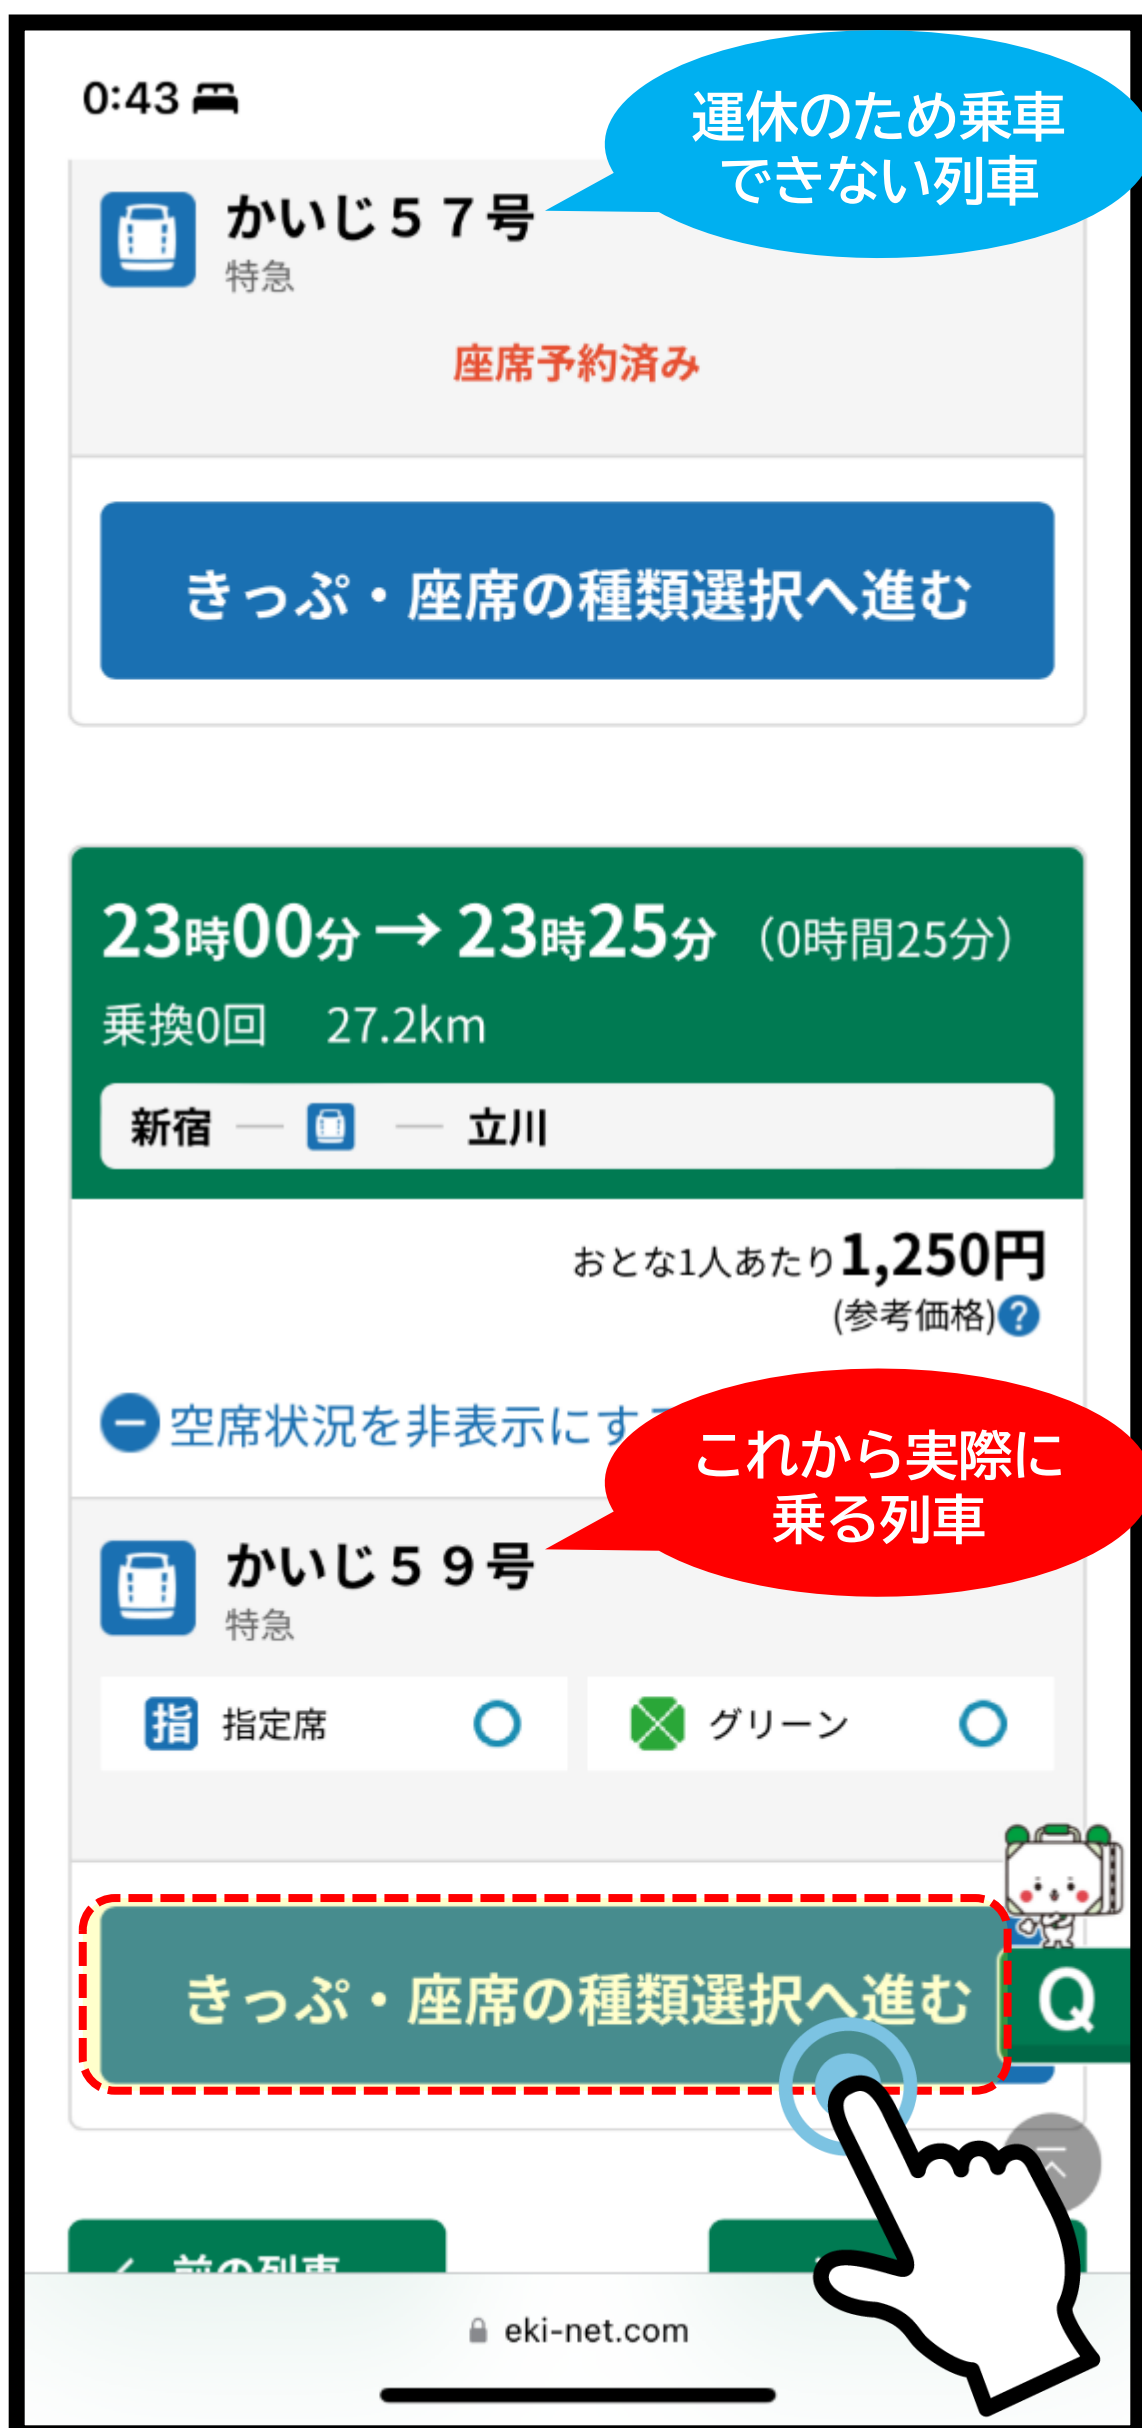 0:43
運休のため乗車
できない列車
かいじ５７号
特急
座席予約済み
きっぷ・座席の種類選択へ進む
23時00分 → 23時25分 （0時間25分）
乗換0回 27.2km
新宿 — — 立川
おとな1人あたり1,250円
(参考価格)?
空席状況を非表示にす
これから実際に
乗る列車
かいじ５９号
特急
指 指定席 ○ グリーン ○
きっぷ・座席の種類選択へ進む
Q
前の列車
eki-net.com